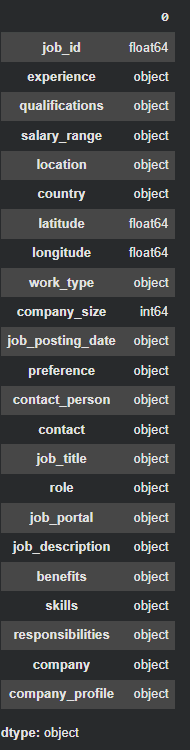 0
job_id float64
experience object
qualifications object
salary_range object
location object
country object
latitude float64
longitude float64
work_type object
company_size int64
job_posting_date object
preference object
contact_person object
contact object
job_title object
role object
job_portal object
job_description object
benefits object
skills object
responsibilities object
company object
company_profile object
dtype: object